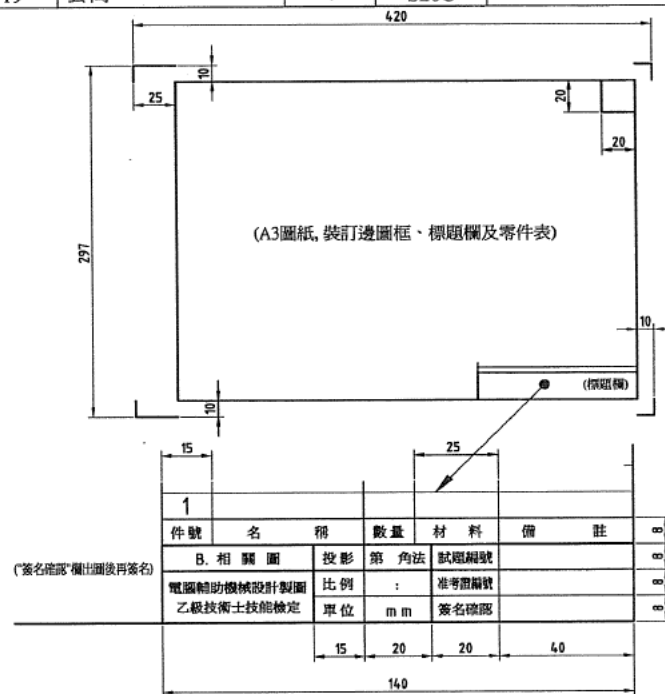 420
10
25
20
20
297
(A3圖紙, 裝訂邊圖框、標題欄及零件表)
10
(標題欄)
10
15
25
1
件號 名 稱 數量 材 料 備 註 8
B. 相 關 圖 投影 第 角法 試題編號 8
("簽名確認"欄出圖後再簽名)
電腦輔助機械設計製圖 比例 : 准考證編號 8
乙級技術士技能檢定 單位 mm 簽名確認 8
15 20 20 40
140